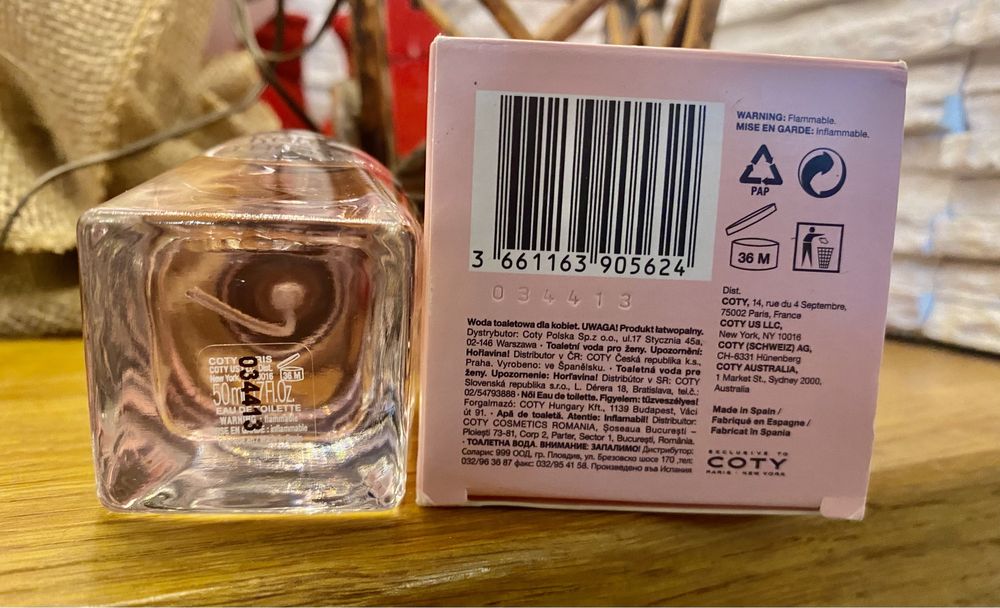 COTY
50m
FL.OZ
EAU DE TOILETTE
WARNING: flammable
MISE EN GARDE: inflammable
034413
36 M
3 661163 905624
034413
WARNING: Flammable.
MISE EN GARDE: Inflammable.
PAP
36 M
Dist.
COTY, 14, rue du 4 Septembre,
75002 Paris, France
COTY US LLC,
New York, NY 10016
COTY (SCHWEIZ) AG,
CH-6331 Hünenberg
COTY AUSTRALIA,
1 Market St., Sydney 2000,
Australia
Made in Spain /
Fabriqué en Espagne /
Fabricat în Spania
EXCLUSIVE TO
COTY
PARIS - NEW YORK
Woda toaletowa dla kobiet. UWAGA! Produkt łatwopalny.
Dystrybutor: Coty Polska Sp.z o.o., ul.17 Stycznia 45a,
02-146 Warszawa · Toaletní voda pro ženy. Upozornění:
Hořlavina! Distributor v ČR: COTY Česká republika k.s.,
Praha. Vyrobeno: ve Španělsku. · Toaletná voda pre
ženy. Upozornenie: Horľavina! Distribútor v SR: COTY
Slovenská republika s.r.o., L. Dérera 18, Bratislava, tel.č.:
02/54793888 · Női Eau de toilette. Figyelem: tűzveszélyes!
Forgalmazó: COTY Hungary Kft., 1139 Budapest, Váci
út 91. · Apă de toaletă. Atentie: Inflamabil! Distribuitor:
COTY COSMETICS ROMANIA, Șoseaua București –
Ploiești 73-81, Corp 2, Parter, Sector 1, București, România.
· ТОАЛЕТНА ВОДА. ВНИМАНИЕ: ЗАПАЛИМО! Дистрибутор:
Соларис 999 ООД, гр. Пловдив, ул. Брезовско шосе 170 ,тел:
032/96 36 87 факс: 032/95 41 58. Произведено във Испания